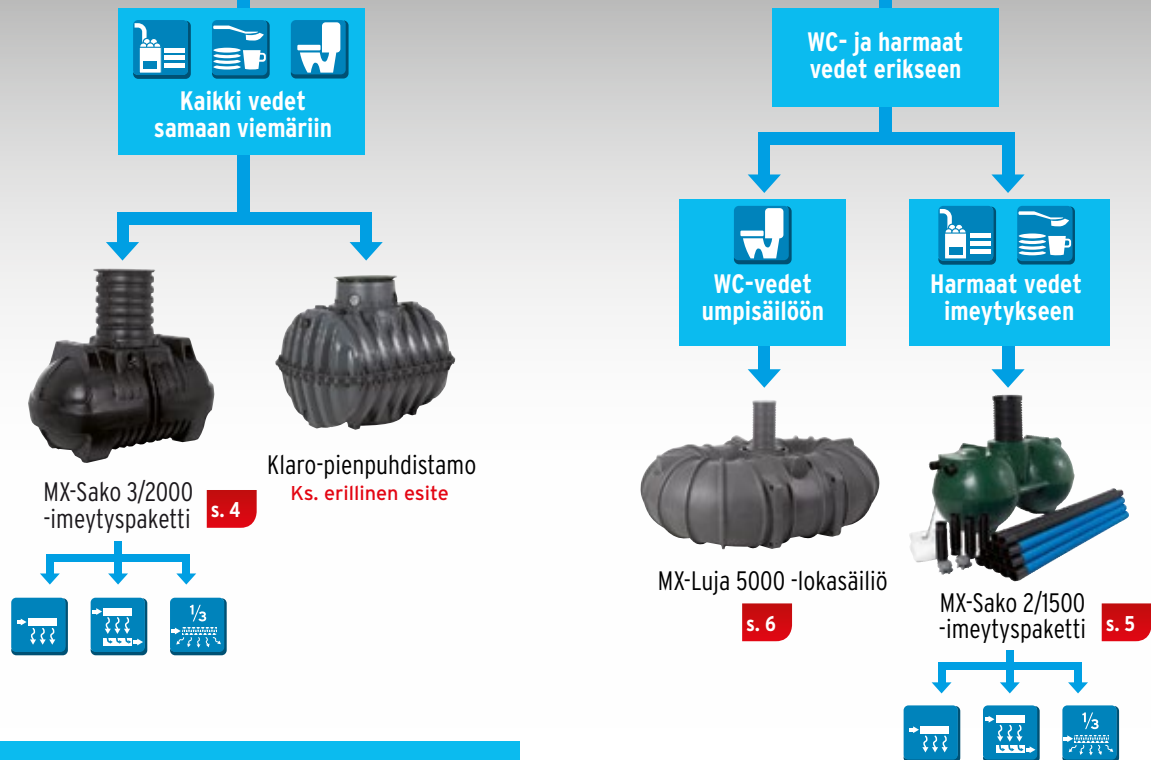 Kaikki vedet
samaan viemäriin
MX-Sako 3/2000
-imeytyspaketti
s. 4
1/3
Klaro-pienpuhdistamo
Ks. erillinen esite
WC- ja harmaat
vedet erikseen
WC-vedet
umpisäilöön
MX-Luja 5000 -lokasäiliö
s. 6
Harmaat vedet
imeytykseen
MX-Sako 2/1500
-imeytyspaketti
s. 5
1/3